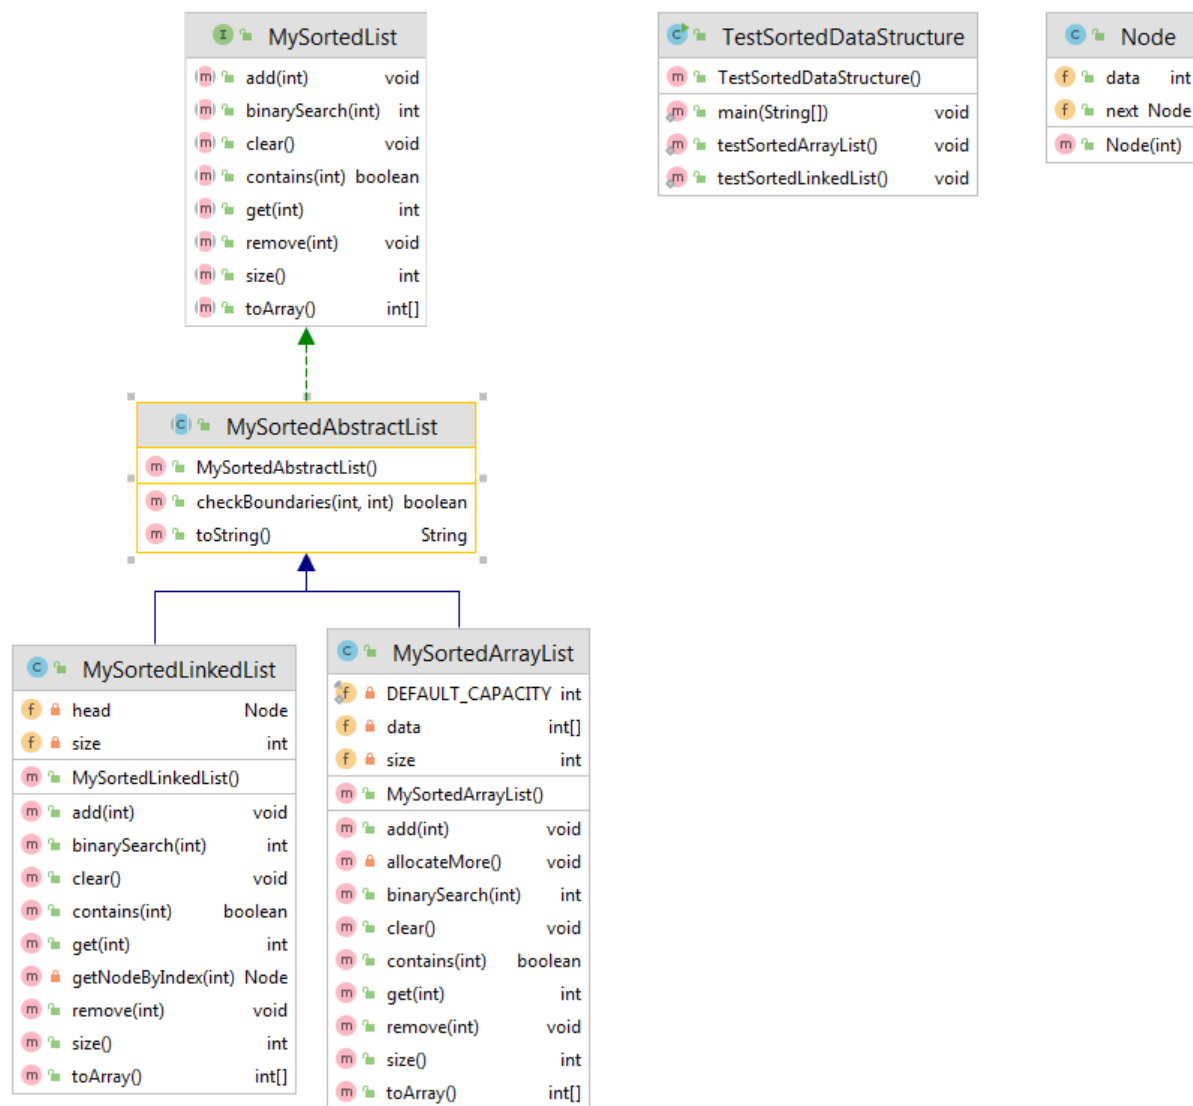 MySortedList
add(int) void
binarySearch(int) int
clear() void
contains(int) boolean
get(int) int
remove(int) void
size() int
toArray() int[]
TestSortedDataStructure
TestSortedDataStructure()
main(String[]) void
testSortedArrayList() void
testSortedLinkedList() void
Node
data int
next Node
Node(int)
MySortedAbstractList
MySortedAbstractList()
checkBoundaries(int, int) boolean
toString() String
MySortedLinkedList
head Node
size int
MySortedLinkedList()
add(int) void
binarySearch(int) int
clear() void
contains(int) boolean
get(int) int
getNodeByIndex(int) Node
remove(int) void
size() int
toArray() int[]
MySortedArrayList
DEFAULT_CAPACITY int
data int[]
size int
MySortedArrayList()
add(int) void
allocateMore() void
binarySearch(int) int
clear() void
contains(int) boolean
get(int) int
remove(int) void
size() int
toArray() int[]